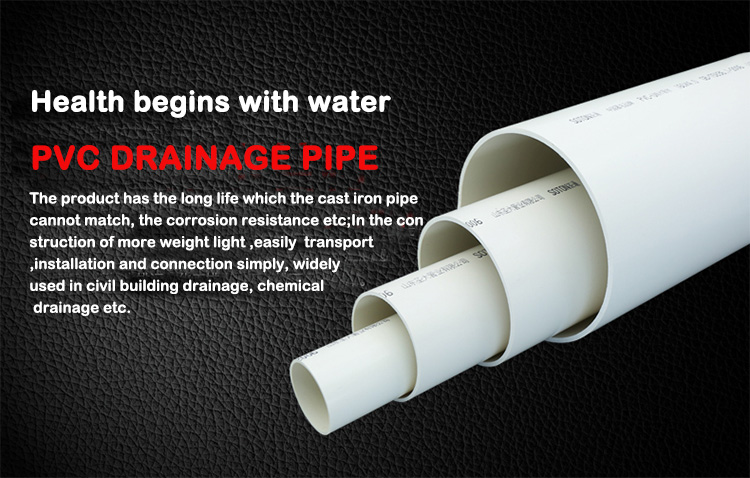 Health begins with water
PVC DRAINAGE PIPE
The product has the long life which the cast iron pipe
cannot match, the corrosion resistance etc;In the con
struction of more weight light ,easily  transport
,installation and connection simply, widely
used in civil building drainage, chemical
drainage etc.